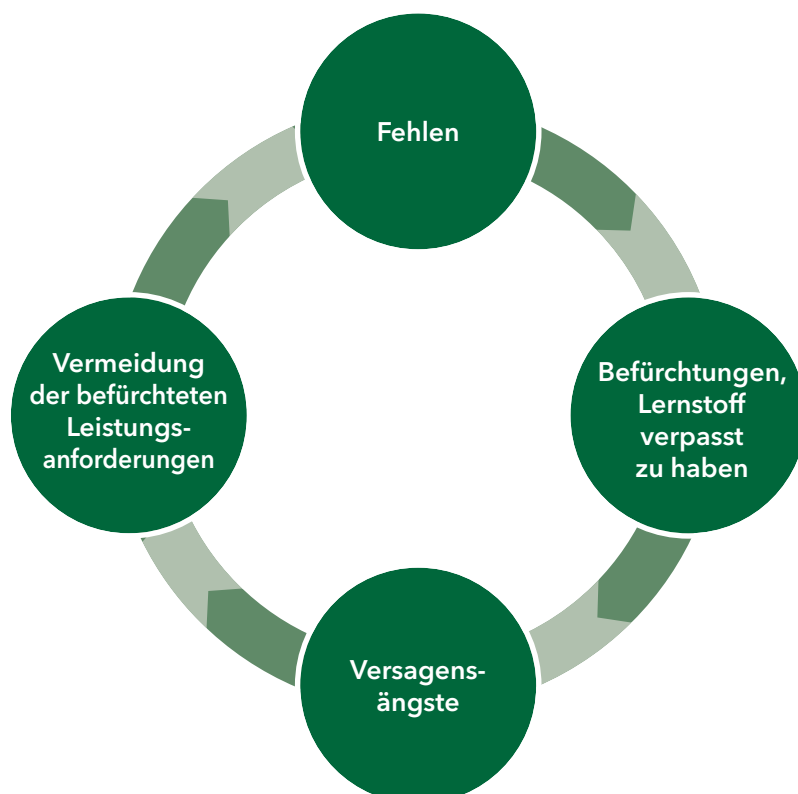 Fehlen
Befürchtungen,
Lernstoff
verpasst
zu haben
Versagens-
ängste
Vermeidung
der befürchteten
Leistungs-
anforderungen